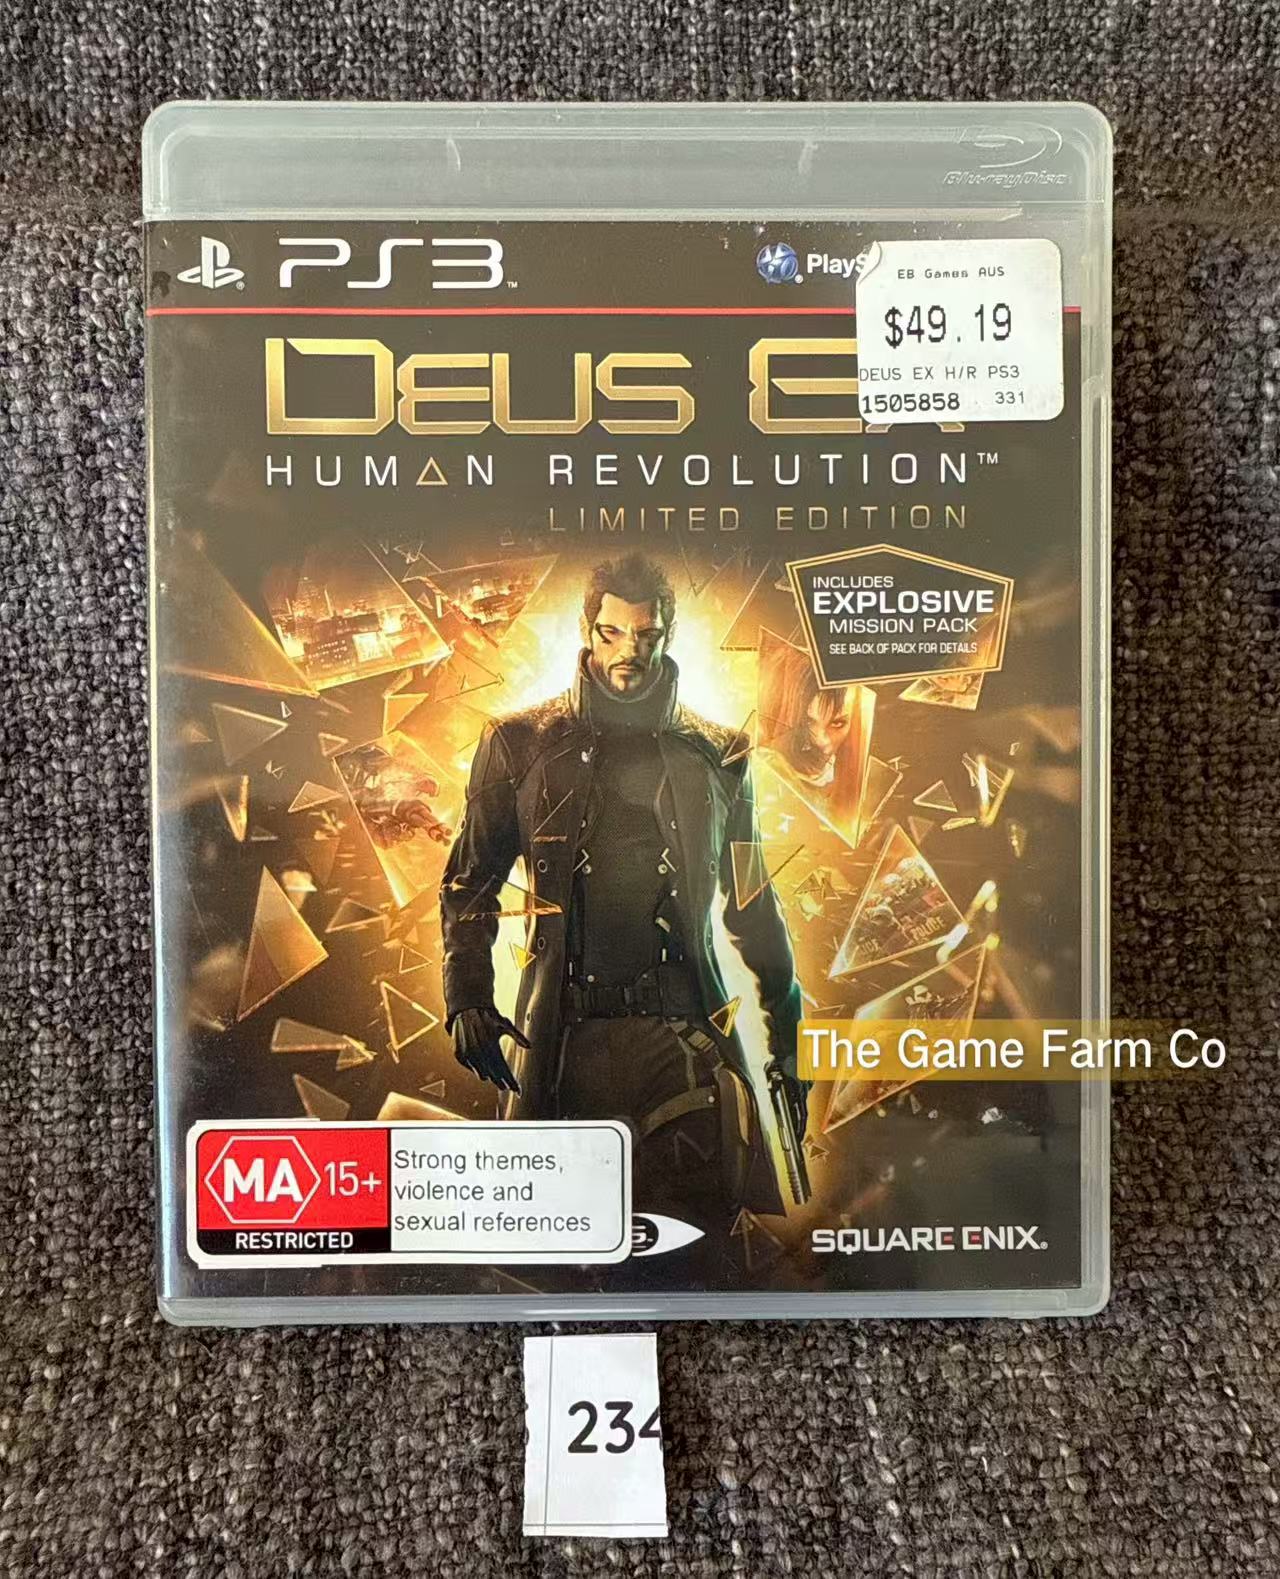 Blu-ray Disc
PS3™
PlayS
EB Games AUS
$49.19
DEUS EX H/R PS3
1505858 331
DEUS EX
HUMAN REVOLUTION™
LIMITED EDITION
INCLUDES
EXPLOSIVE
MISSION PACK
SEE BACK OF PACK FOR DETAILS
POLICE
The Game Farm Co
MA 15+
RESTRICTED
Strong themes,
violence and
sexual references
SQUARE ENIX®
234